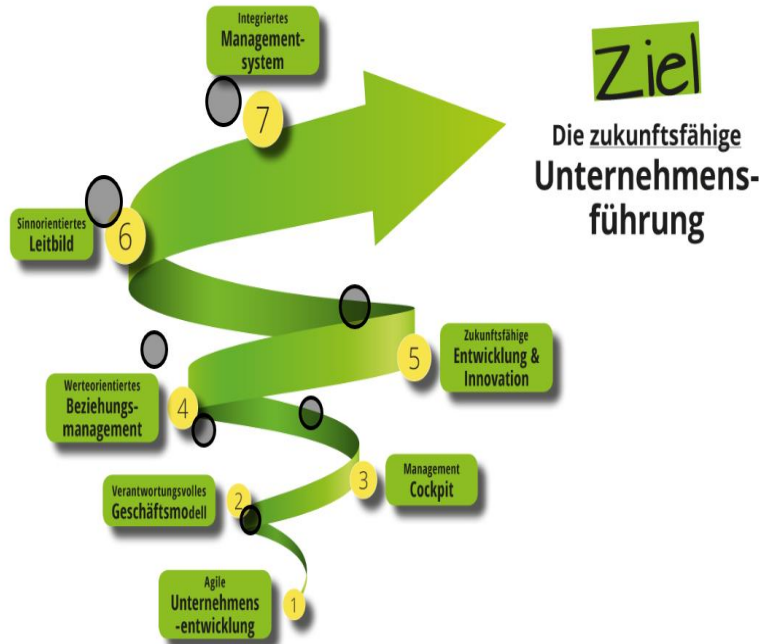 Integriertes
Management-
system
7
Ziel
Die zukunftsfähige
Unternehmens-
führung
Sinnorientiertes
Leitbild
6
5
Zukunftsfähige
Entwicklung &
Innovation
Werteorientiertes
Beziehungs-
management
4
3
Management
Cockpit
Verantwortungsvolles
Geschäftsmodell
2
Agile
Unternehmens
-entwicklung
1